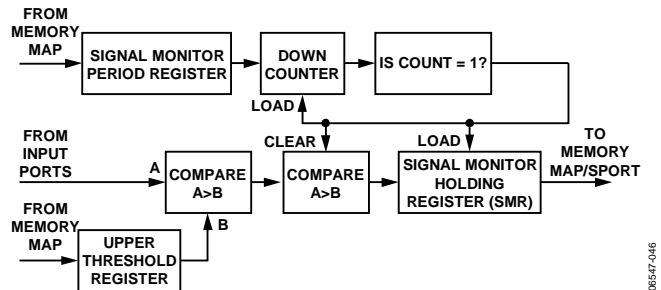 FROM
MEMORY
MAP
SIGNAL MONITOR
PERIOD REGISTER
DOWN
COUNTER
IS COUNT = 1?
LOAD
FROM
INPUT
PORTS
A
COMPARE
A>B
CLEAR
COMPARE
A>B
LOAD
SIGNAL MONITOR
HOLDING
REGISTER (SMR)
TO
MEMORY
MAP/SPORT
FROM
MEMORY
MAP
B
UPPER
THRESHOLD
REGISTER
06547-046